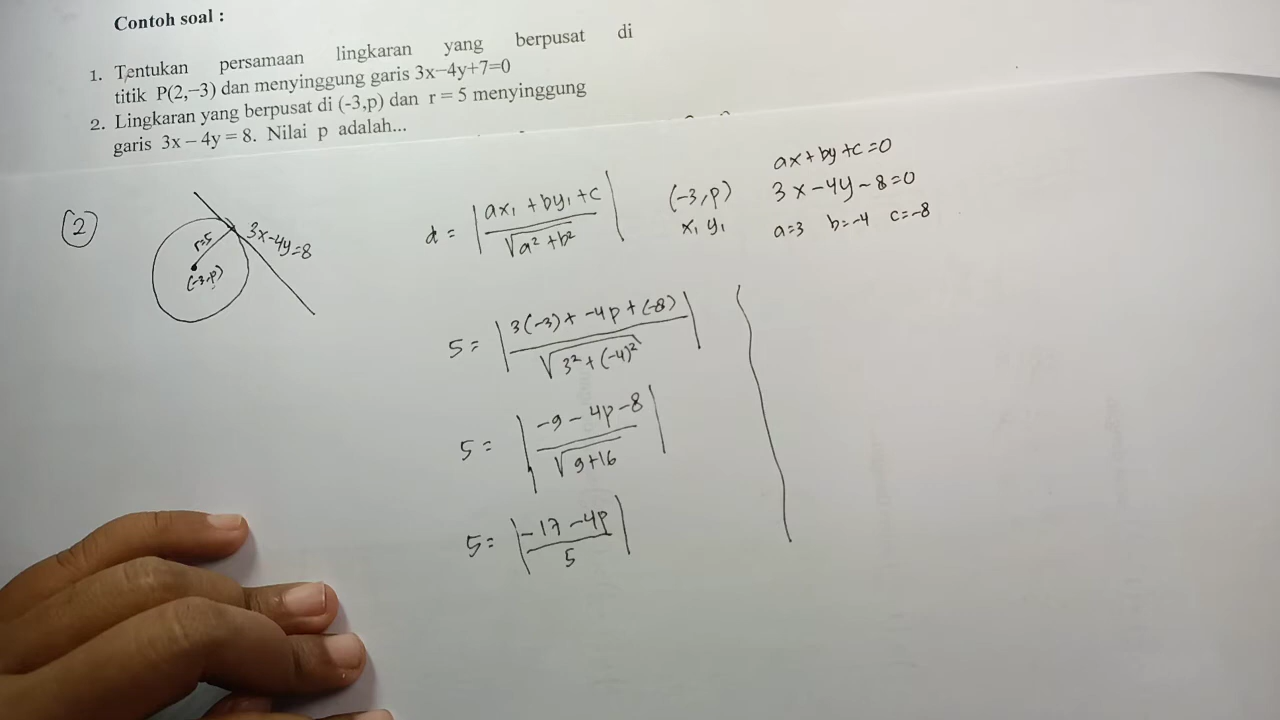 Contoh soal :
1. Tentukan persamaan lingkaran yang berpusat di
titik P(2,−3) dan menyinggung garis 3x−4y+7=0
2. Lingkaran yang berpusat di (-3,p) dan r = 5 menyinggung
garis 3x – 4y = 8. Nilai p adalah...
ax+by+c=0
(-3,p) 3x-4y-8=0
x₁ y₁ a=3 b=-4 c=-8
②
r=5
3x-4y=8
(-3,p)
d = |ax₁ + by₁ + c / √a² + b²|
5 = |3(-3) + -4p + (-8) / √3² + (-4)²|
5 = |-9 - 4p - 8 / √9+16|
5 = |-17 - 4p / 5|